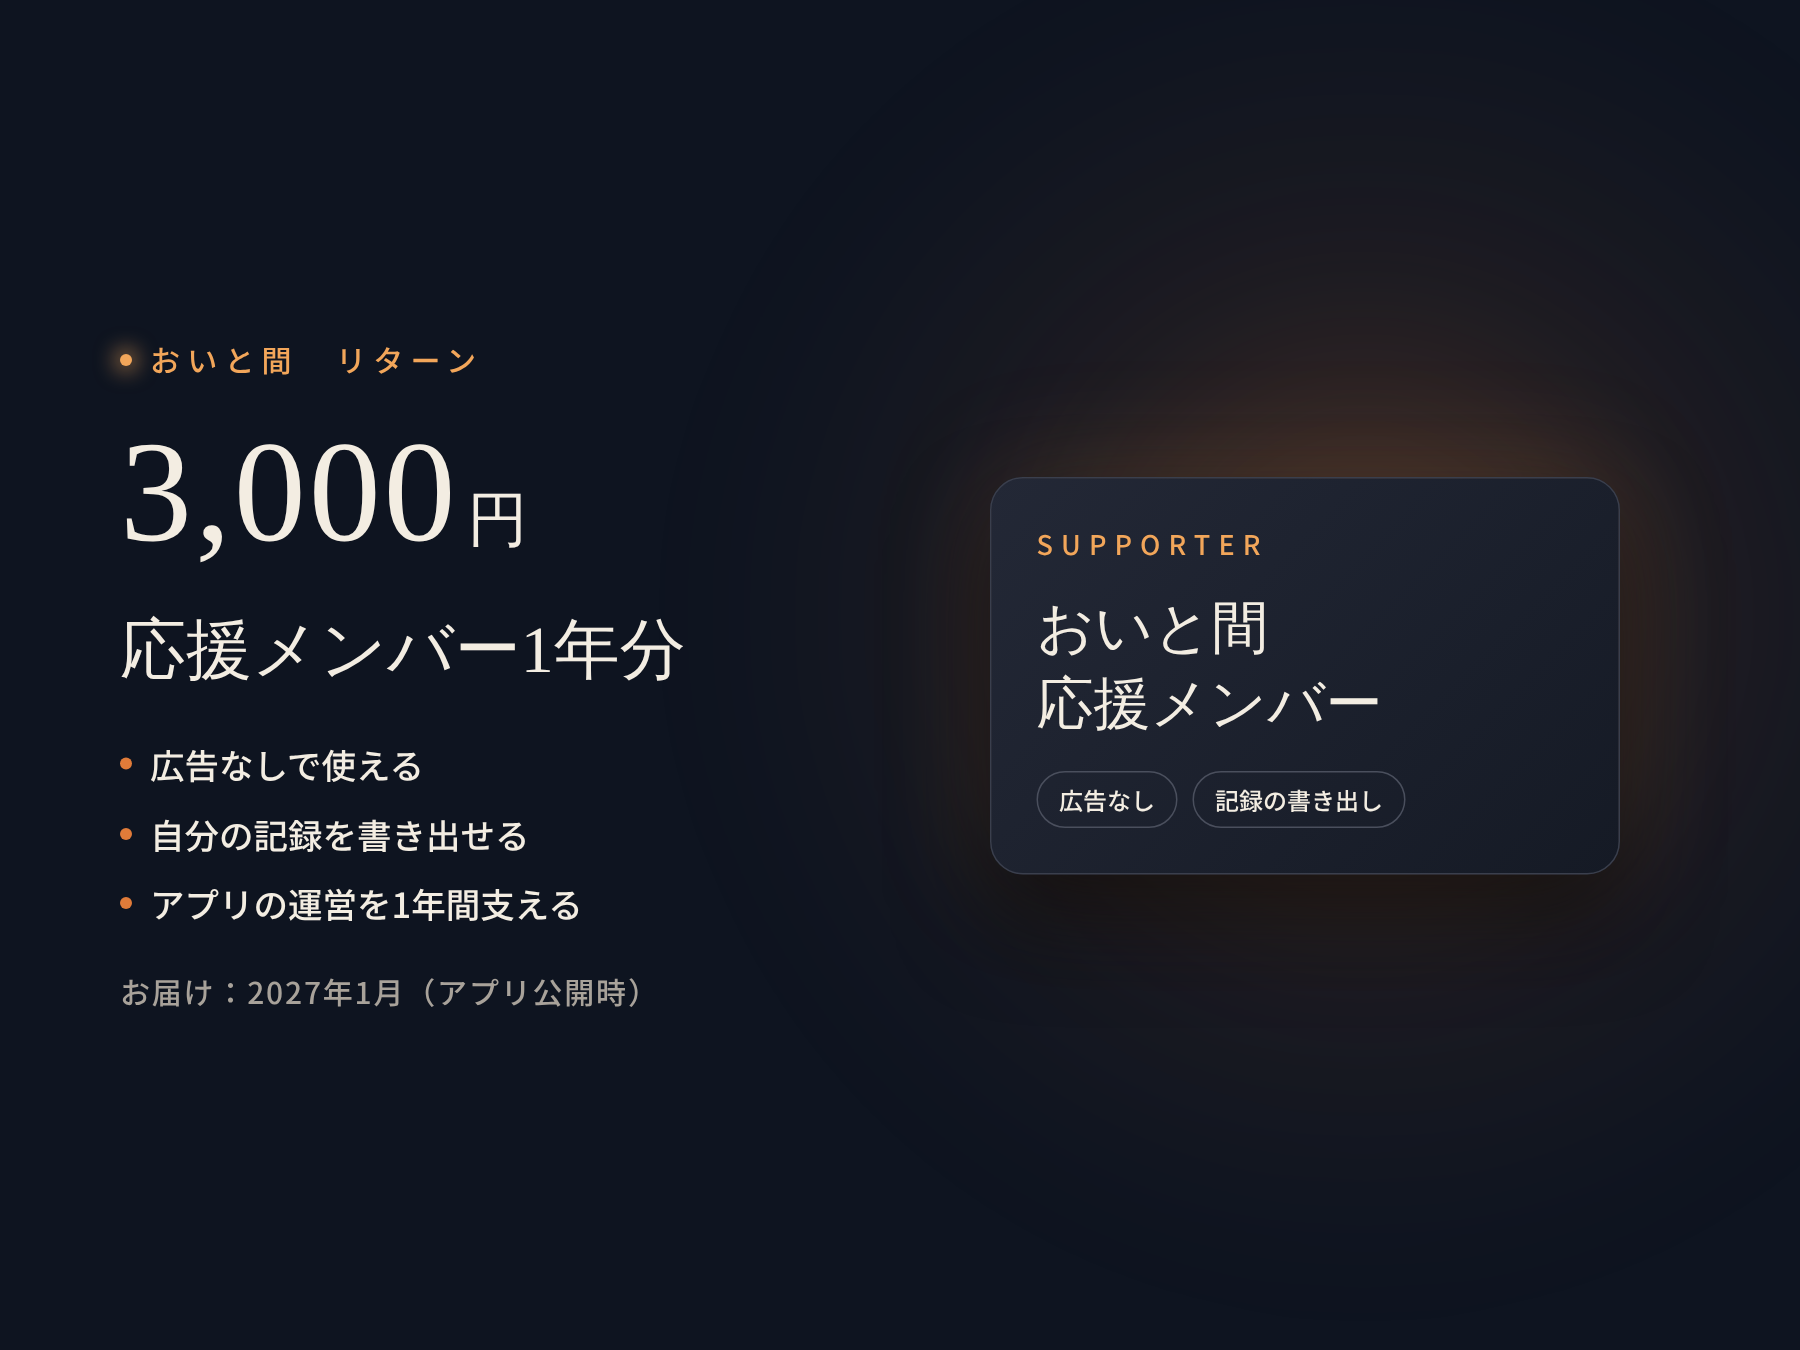 おいと間　リターン
3,000円
応援メンバー1年分
広告なしで使える
自分の記録を書き出せる
アプリの運営を1年間支える
お届け：2027年1月（アプリ公開時）
SUPPORTER
おいと間
応援メンバー
広告なし
記録の書き出し